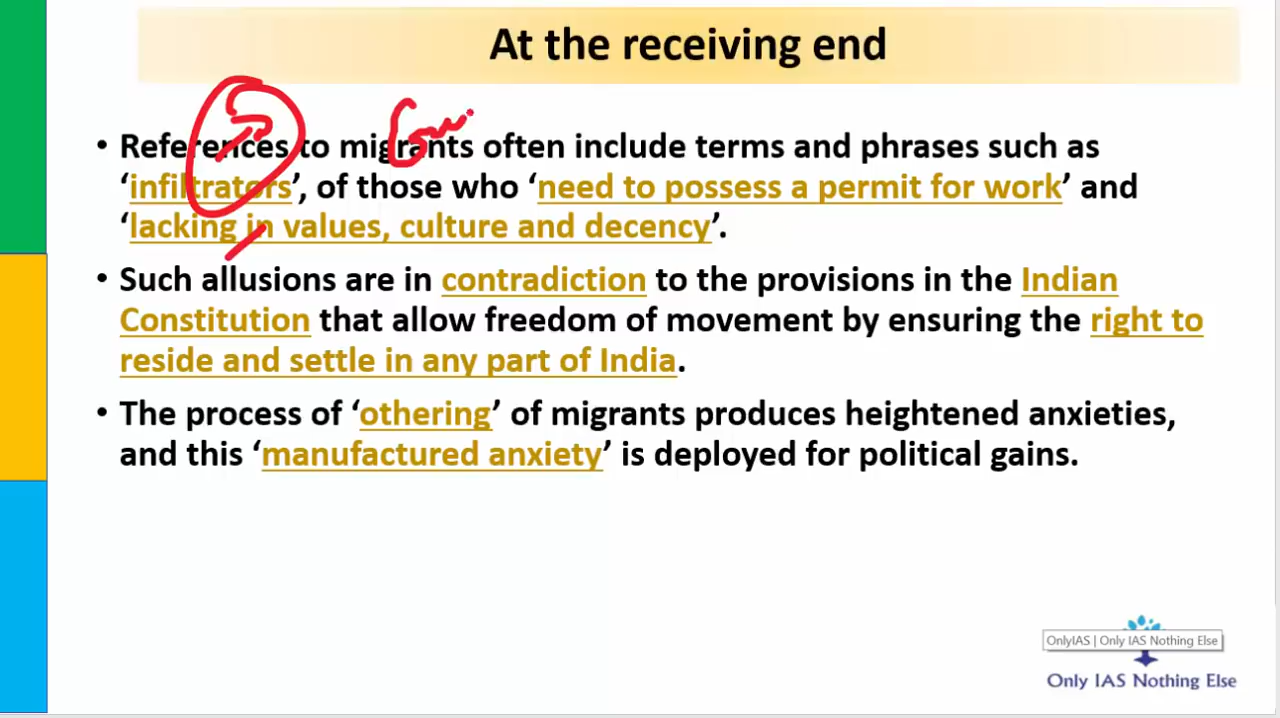 At the receiving end
• References to migrants often include terms and phrases such as
‘infiltrators’, of those who ‘need to possess a permit for work’ and
‘lacking in values, culture and decency’.
• Such allusions are in contradiction to the provisions in the Indian
Constitution that allow freedom of movement by ensuring the right to
reside and settle in any part of India.
• The process of ‘othering’ of migrants produces heightened anxieties,
and this ‘manufactured anxiety’ is deployed for political gains.
OnlyIAS | Only IAS Nothing Else
Only IAS Nothing Else